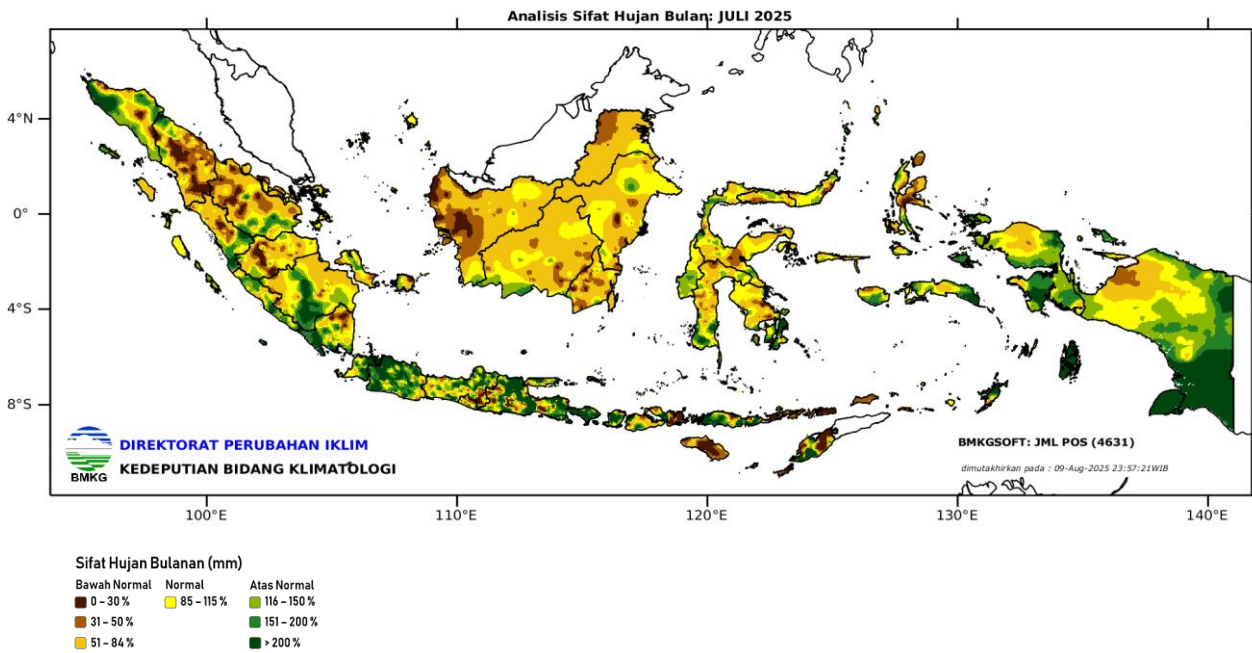 Analisis Sifat Hujan Bulan: JULI 2025
4°N
0°
4°S
8°S
DIREKTORAT PERUBAHAN IKLIM
KEDEPUTIAN BIDANG KLIMATOLOGI
BMKG
BMKGSOFT: JML POS (4631)
dimutakhirkan pada : 09-Aug-2025 23:57:21WIB
100°E 110°E 120°E 130°E 140°E
Sifat Hujan Bulanan (mm)
Bawah Normal Normal Atas Normal
0 – 30 % 85 – 115 % 116 – 150 %
31 – 50 % 151 – 200 %
51 – 84 % > 200 %